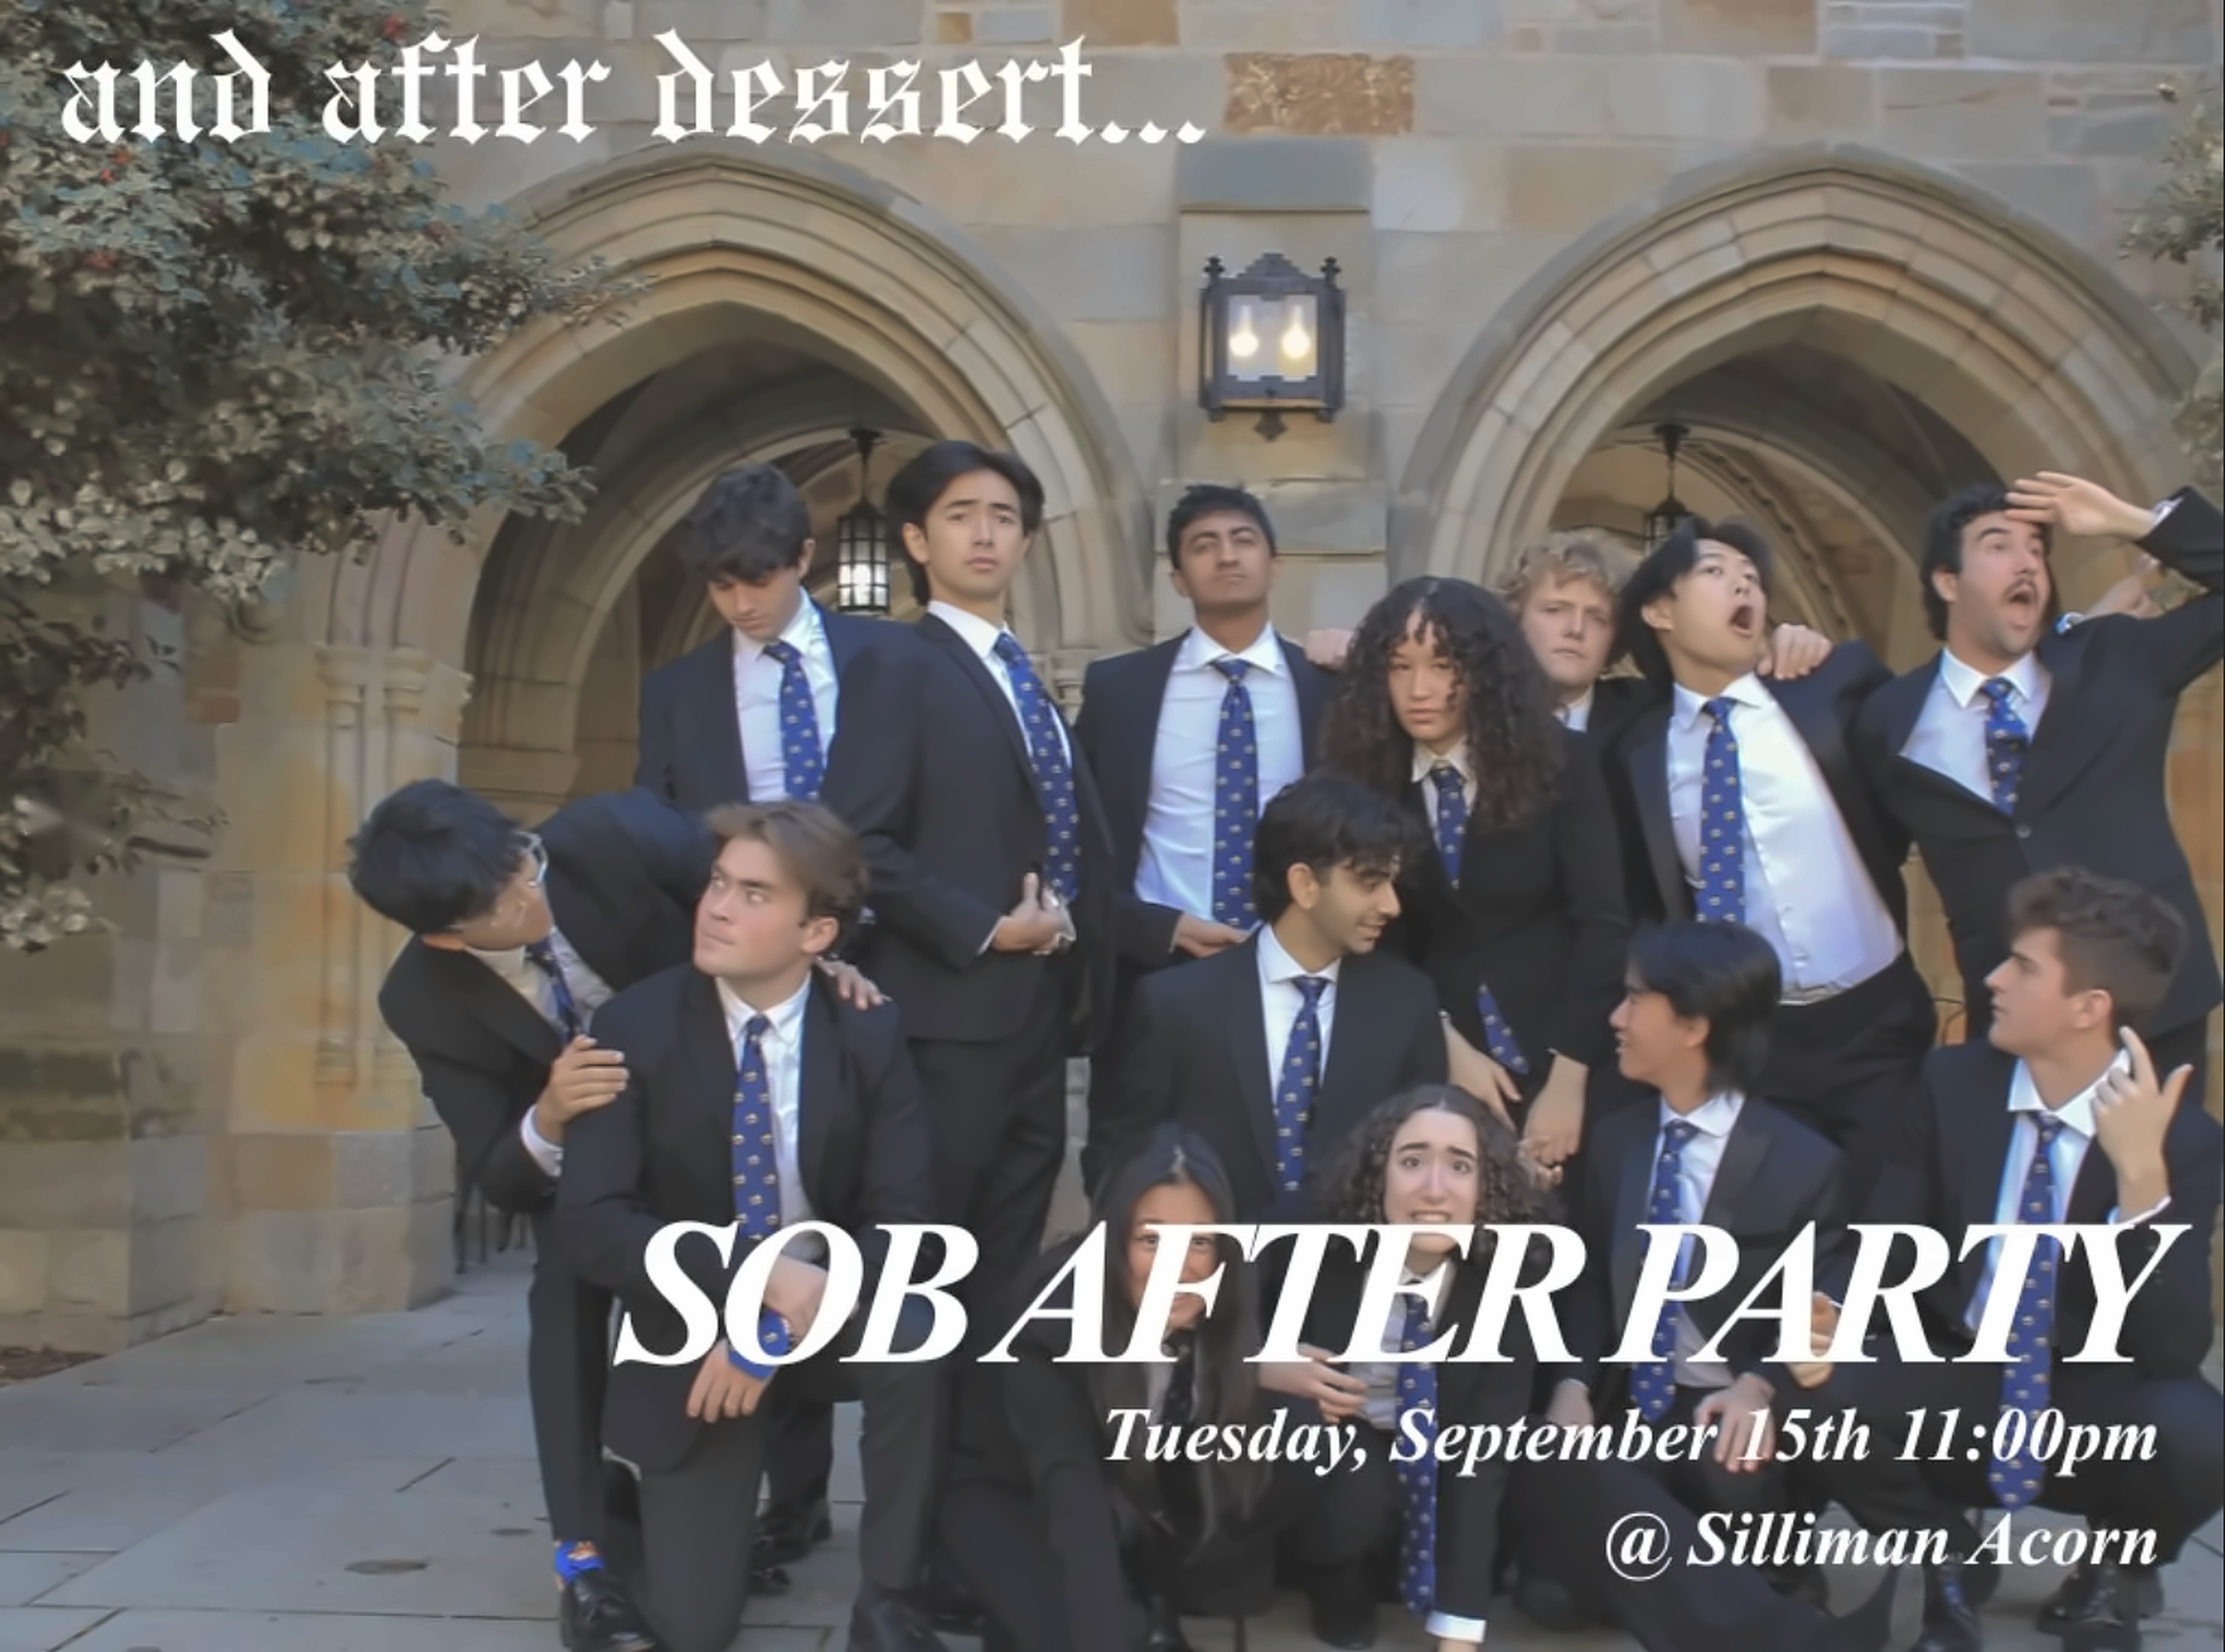 and after dessert...
SOB AFTER PARTY
Tuesday, September 15th 11:00pm
@ Silliman Acorn